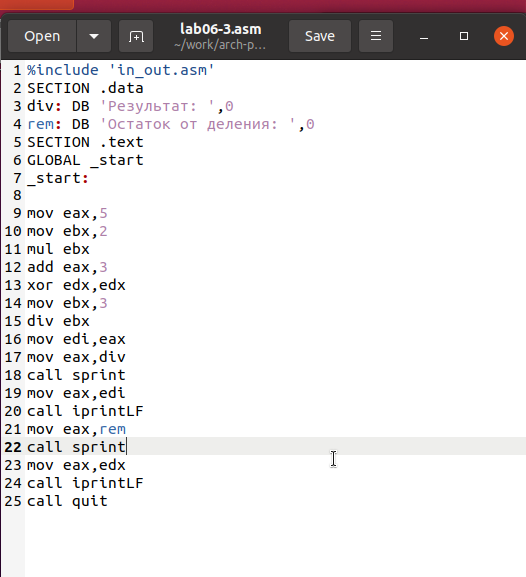 Open
lab06-3.asm
~/work/arch-p…
Save
1 %include 'in_out.asm'
2 SECTION .data
3 div: DB 'Результат: ',0
4 rem: DB 'Остаток от деления: ',0
5 SECTION .text
6 GLOBAL _start
7 _start:
8
9 mov eax,5
10 mov ebx,2
11 mul ebx
12 add eax,3
13 xor edx,edx
14 mov ebx,3
15 div ebx
16 mov edi,eax
17 mov eax,div
18 call sprint
19 mov eax,edi
20 call iprintLF
21 mov eax,rem
22 call sprint
23 mov eax,edx
24 call iprintLF
25 call quit